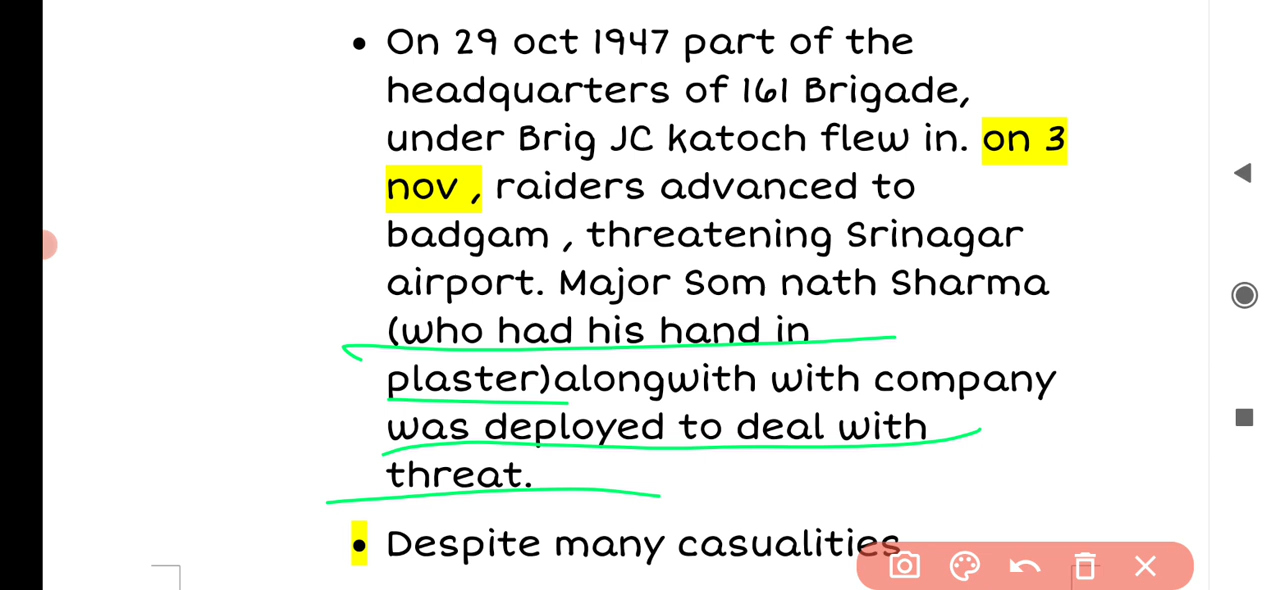 • On 29 oct 1947 part of the
headquarters of 161 Brigade,
under Brig JC katoch flew in. on 3
nov , raiders advanced to
badgam , threatening Srinagar
airport. Major Som nath Sharma
(who had his hand in
plaster)alongwith with company
was deployed to deal with
threat.
• Despite many casualities